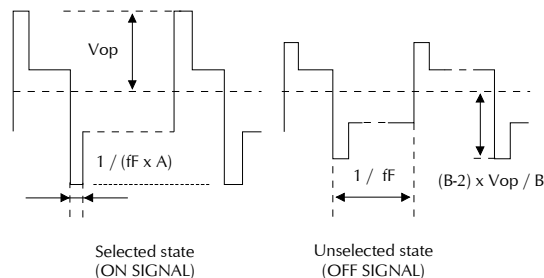 Vop
1 / (fF x A)
1 / fF
(B-2) x Vop / B
Selected state
(ON SIGNAL)
Unselected state
(OFF SIGNAL)